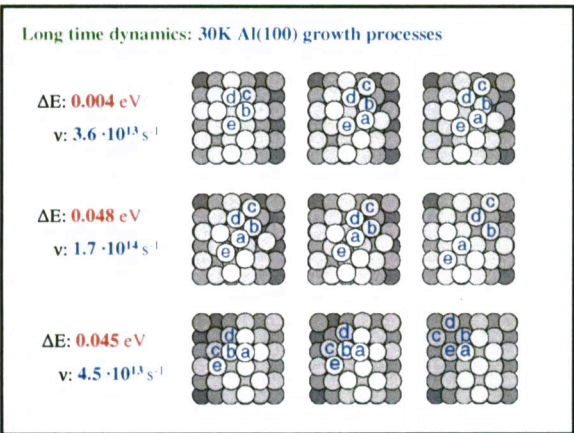 Long time dynamics: 30K Al(100) growth processes
ΔE: 0.004 eV
ν: 3.6 ·10¹³ s⁻¹
d c
b
e
c
d b
a
e
c
d b
a
e
ΔE: 0.048 eV
ν: 1.7 ·10¹⁴ s⁻¹
c
d
b
a
e
c
d
b
a
e
c
d
b
a
e
ΔE: 0.045 eV
ν: 4.5 ·10¹³ s⁻¹
d
c b a
e
d
c b a
e
d
c b
e a